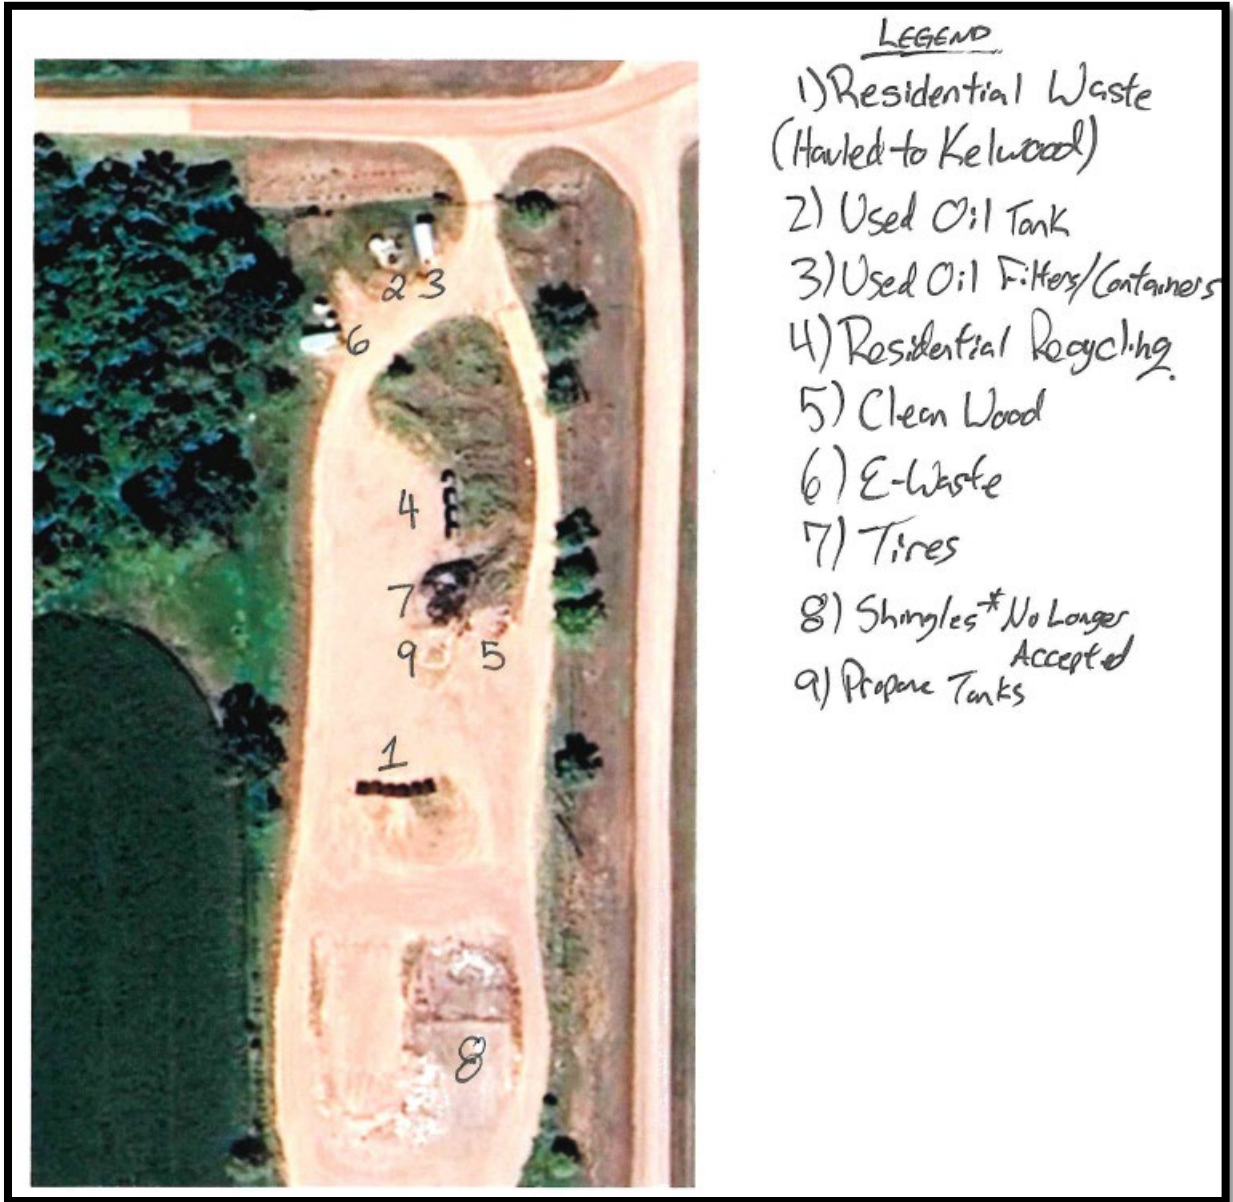 LEGEND
1) Residential Waste
(Hauled to Kelwood)
2) Used Oil Tank
3) Used Oil Filters/Containers
4) Residential Recycling
5) Clean Wood
6) E-Waste
7) Tires
8) Shingles* No Longer
Accepted
9) Propane Tanks
2 3
6
4
7
9 5
1
8